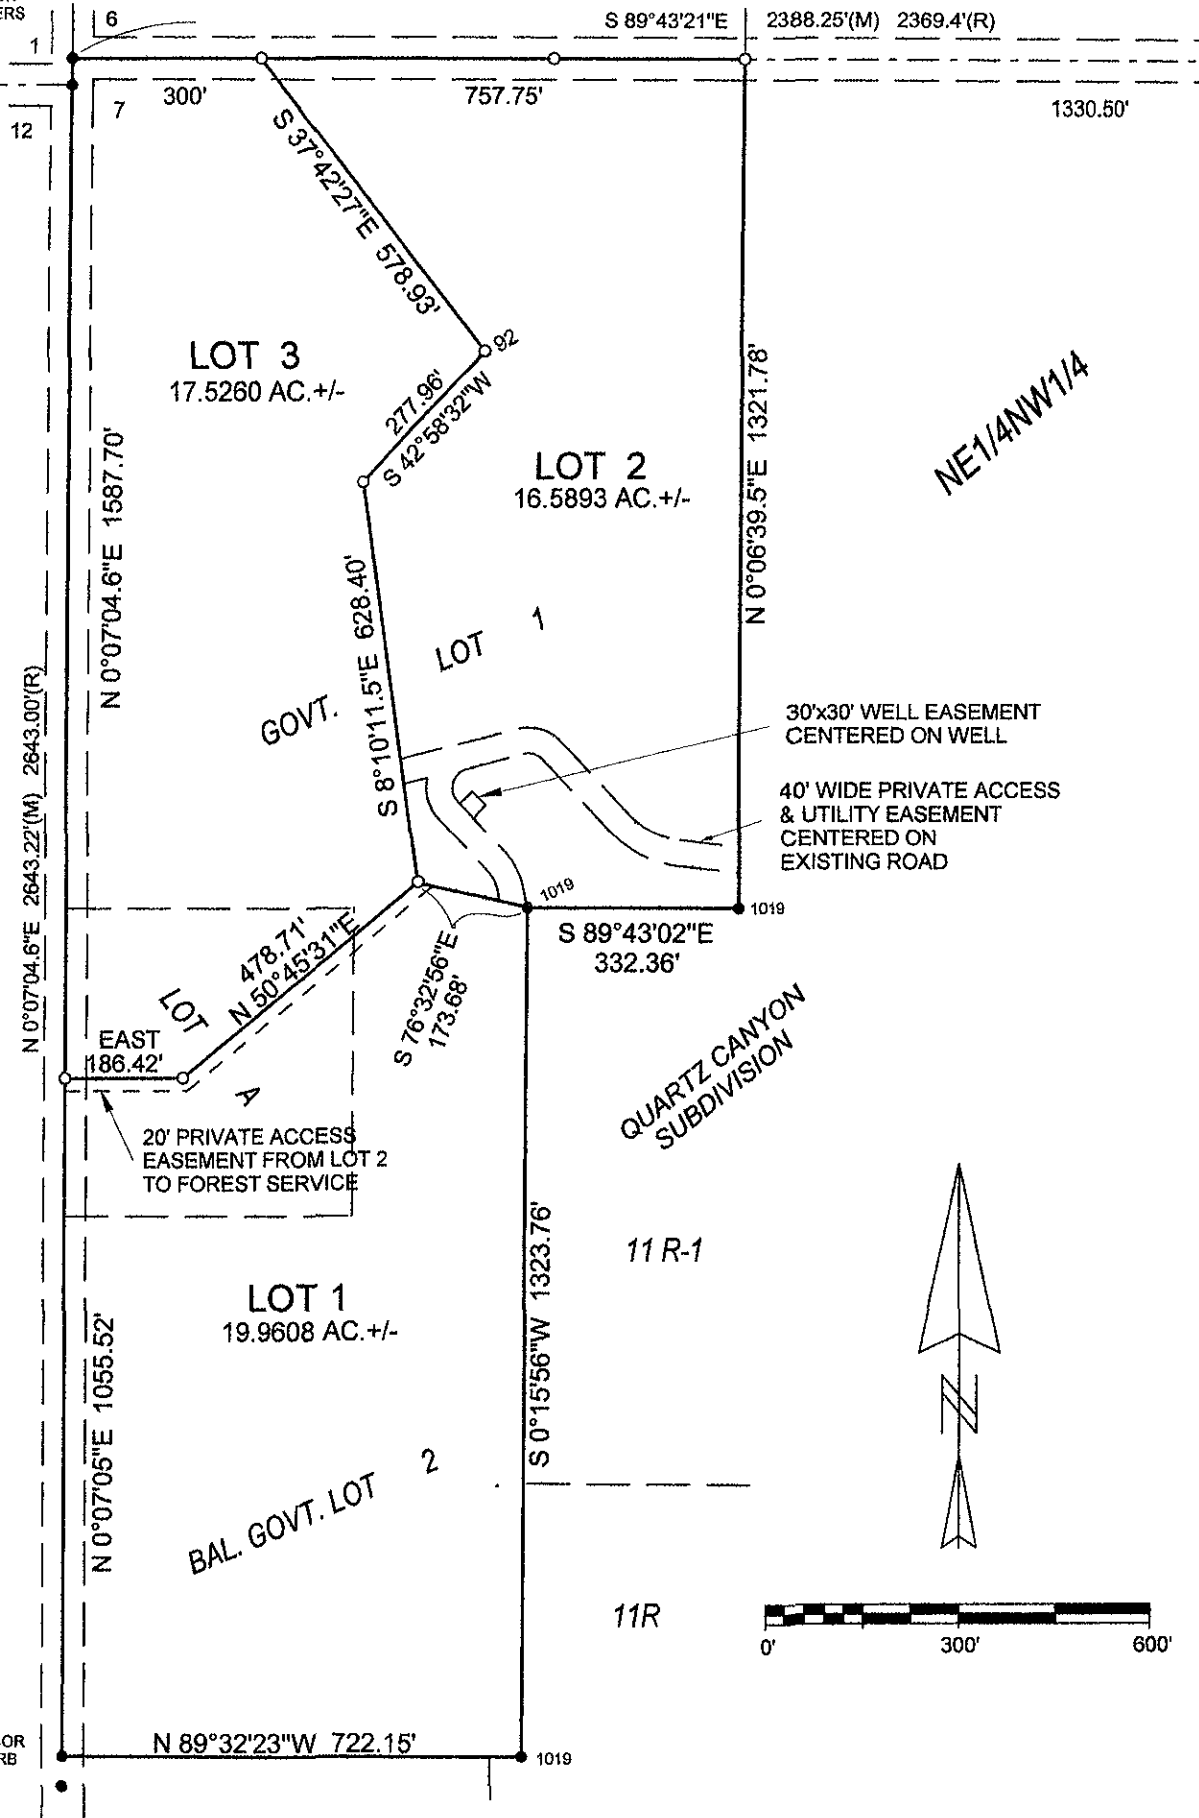 ERS
6
S 89°43'21"E 2388.25'(M) 2369.4'(R)
1
300'
757.75'
1330.50'
7
12
S 37°42'27"E 578.93'
92
LOT 3
17.5260 AC.+/-
277.96'
S 42°58'32"W
LOT 2
16.5893 AC.+/-
N 0°06'39.5"E 1321.78'
NE1/4NW1/4
N 0°07'04.6"E 1587.70'
S 8°10'11.5"E 628.40'
GOVT. LOT 1
N 0°07'04.6"E 2643.22'(M) 2643.00'(R)
30'x30' WELL EASEMENT
CENTERED ON WELL
40' WIDE PRIVATE ACCESS
& UTILITY EASEMENT
CENTERED ON
EXISTING ROAD
1019
1019
S 89°43'02"E
332.36'
478.71'
N 50°45'31"E
S 76°32'56"E
173.68'
LOT A
EAST
186.42'
QUARTZ CANYON
SUBDIVISION
20' PRIVATE ACCESS
EASEMENT FROM LOT 2
TO FOREST SERVICE
11 R-1
S 0°15'56"W 1323.76'
LOT 1
19.9608 AC.+/-
N 0°07'05"E 1055.52'
N
BAL. GOVT. LOT 2
11R
0' 300' 600'
OR
RB
N 89°32'23"W 722.15'
1019